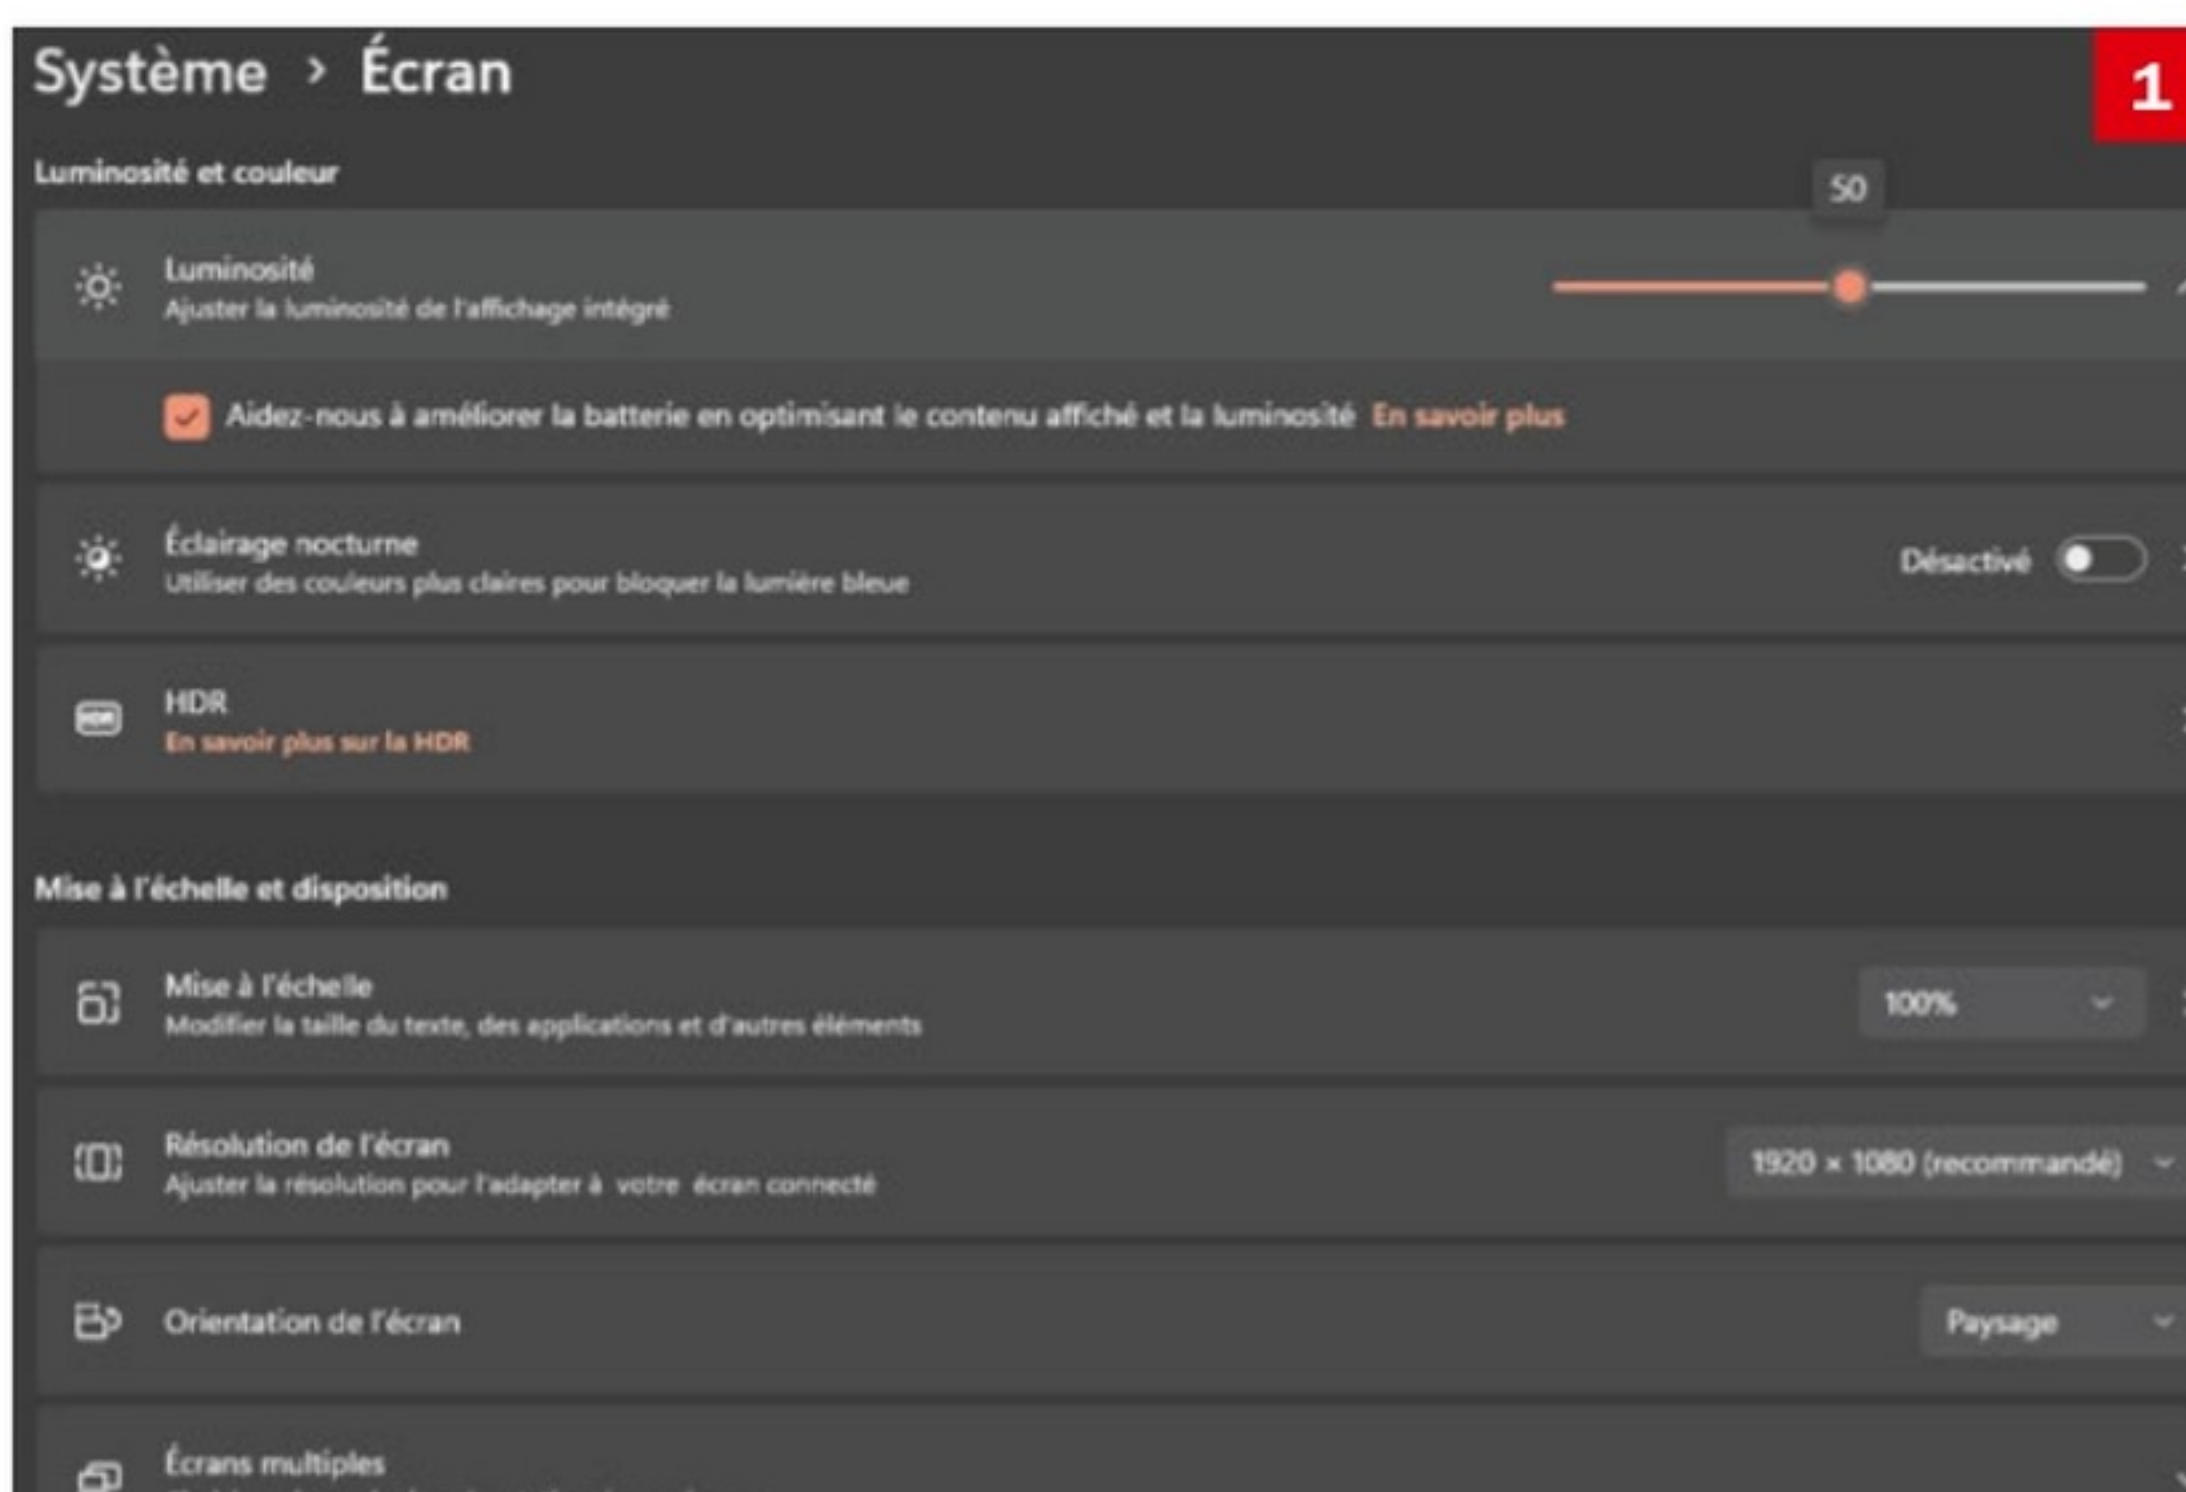 Système > Écran
1
Luminosité et couleur
50
Luminosité
Ajuster la luminosité de l'affichage intégré
Aidez-nous à améliorer la batterie en optimisant le contenu affiché et la luminosité En savoir plus
Éclairage nocturne
Utiliser des couleurs plus claires pour bloquer la lumière bleue
Désactivé
HDR
HDR
En savoir plus sur la HDR
Mise à l'échelle et disposition
Mise à l'échelle
Modifier la taille du texte, des applications et d'autres éléments
100%
Résolution de l'écran
Ajuster la résolution pour l'adapter à votre écran connecté
1920 × 1080 (recommandé)
Orientation de l'écran
Paysage
Écrans multiples